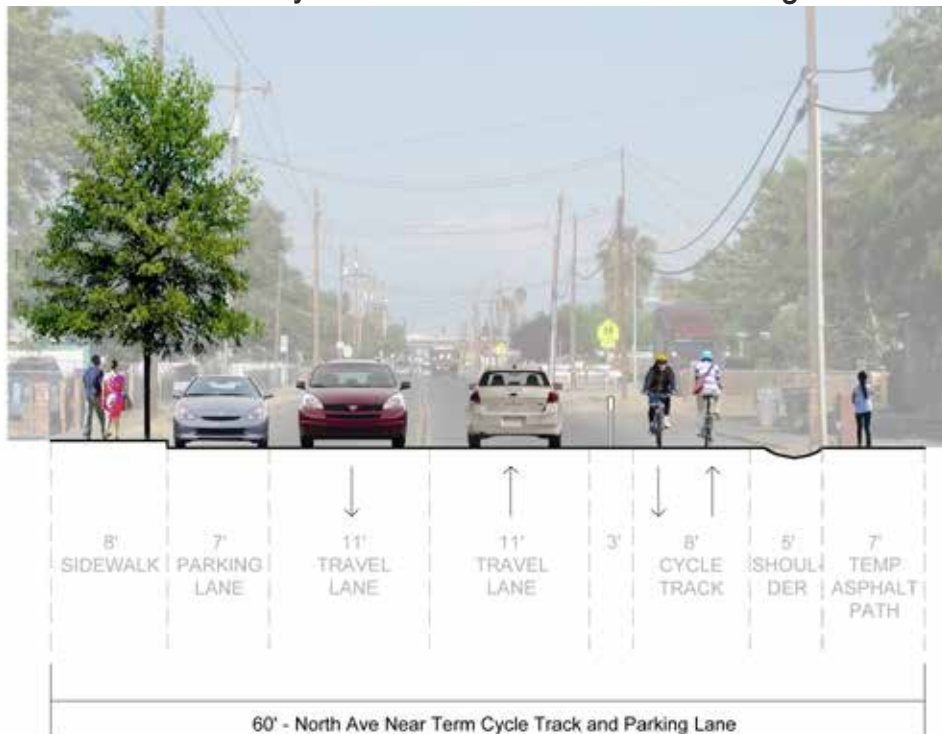 8'
SIDEWALK
7'
PARKING
LANE
11'
TRAVEL
LANE
11'
TRAVEL
LANE
3'
8'
CYCLE
TRACK
5'
SHOUL-
DER
7'
TEMP
ASPHALT
PATH
60' - North Ave Near Term Cycle Track and Parking Lane